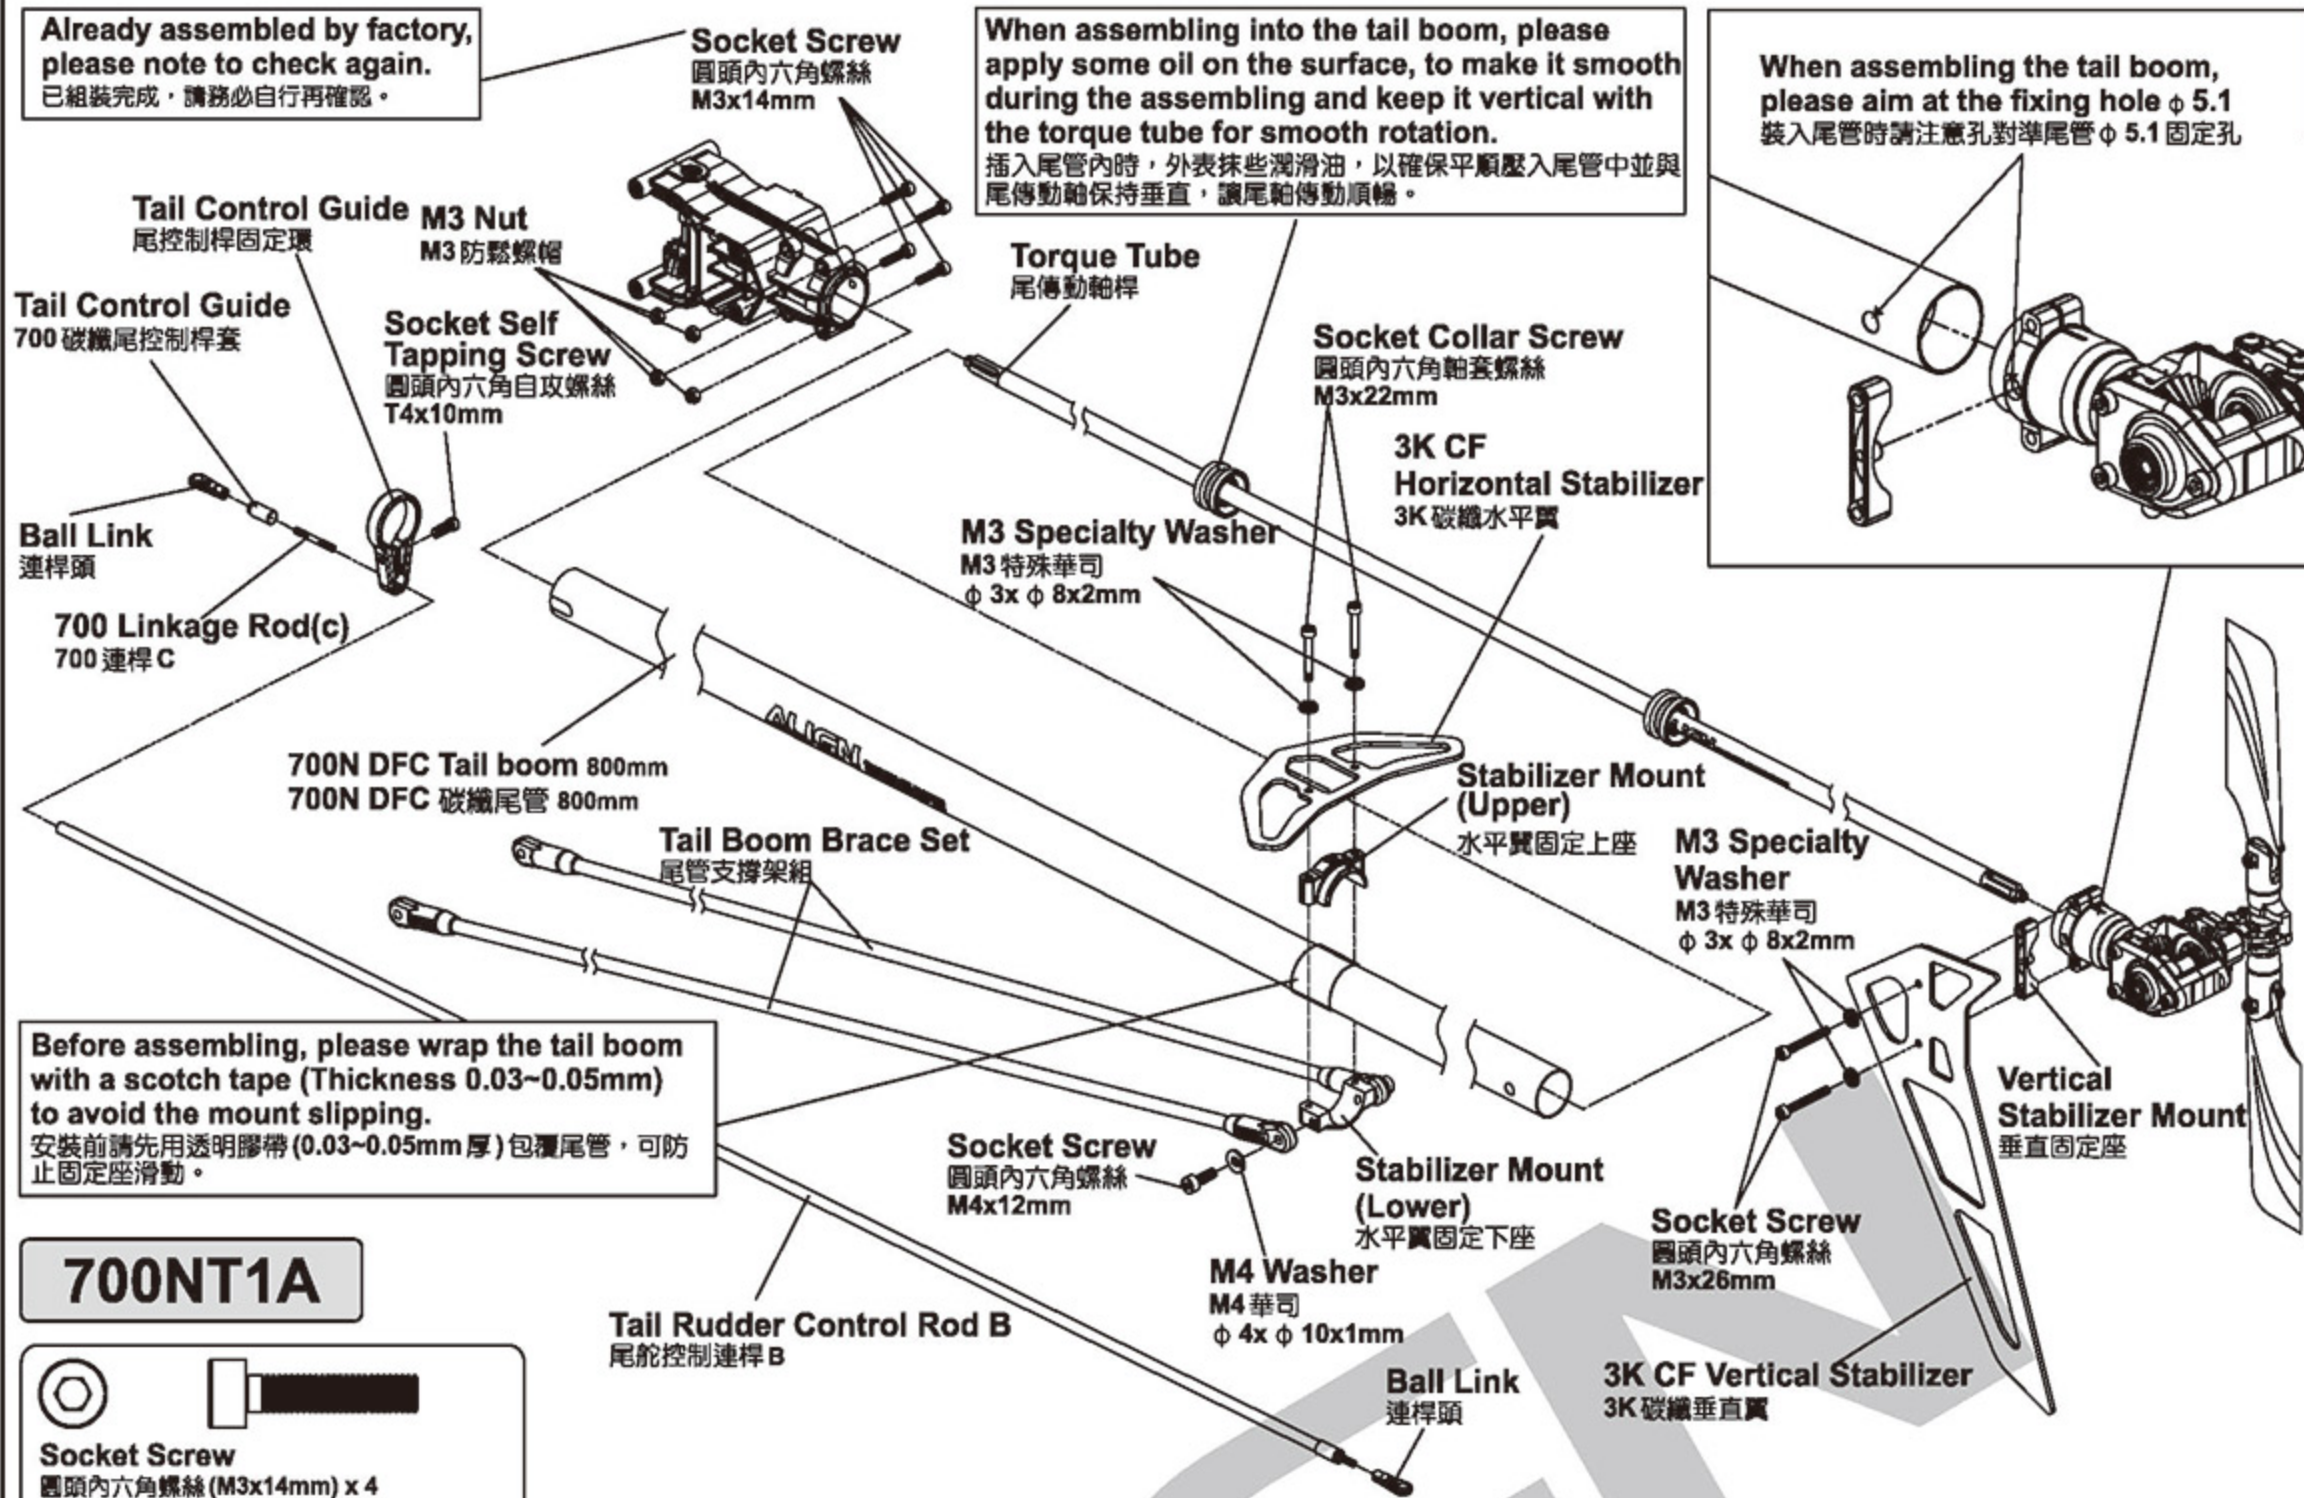 Already assembled by factory,
please note to check again.
已組裝完成，請務必自行再確認。
Socket Screw
圓頭內六角螺絲
M3x14mm
When assembling into the tail boom, please
apply some oil on the surface, to make it smooth
during the assembling and keep it vertical with
the torque tube for smooth rotation.
插入尾管內時，外表抹些潤滑油，以確保平順壓入尾管中並與
尾傳動軸保持垂直，讓尾軸傳動順暢。
When assembling the tail boom,
please aim at the fixing hole ϕ 5.1
裝入尾管時請注意孔對準尾管ϕ 5.1 固定孔
Tail Control Guide
尾控制桿固定環
M3 Nut
M3 防鬆螺帽
Torque Tube
尾傳動軸桿
Tail Control Guide
700 碳纖尾控制桿套
Socket Self
Tapping Screw
圓頭內六角自攻螺絲
T4x10mm
Socket Collar Screw
圓頭內六角軸套螺絲
M3x22mm
3K CF
Horizontal Stabilizer
3K 碳纖水平翼
Ball Link
連桿頭
M3 Specialty Washer
M3 特殊華司
ϕ 3x ϕ 8x2mm
700 Linkage Rod(c)
700 連桿 C
ALIGN
700N DFC Tail boom 800mm
700N DFC 碳纖尾管 800mm
Stabilizer Mount
(Upper)
水平翼固定上座
Tail Boom Brace Set
尾管支撐架組
M3 Specialty
Washer
M3 特殊華司
ϕ 3x ϕ 8x2mm
Before assembling, please wrap the tail boom
with a scotch tape (Thickness 0.03~0.05mm)
to avoid the mount slipping.
安裝前請先用透明膠帶 (0.03~0.05mm 厚) 包覆尾管，可防
止固定座滑動。
Vertical
Stabilizer Mount
垂直固定座
Socket Screw
圓頭內六角螺絲
M4x12mm
Stabilizer Mount
(Lower)
水平翼固定下座
Socket Screw
圓頭內六角螺絲
M3x26mm
700NT1A
M4 Washer
M4 華司
ϕ 4x ϕ 10x1mm
Tail Rudder Control Rod B
尾舵控制連桿 B
Ball Link
連桿頭
3K CF Vertical Stabilizer
3K 碳纖垂直翼
Socket Screw
圓頭內六角螺絲 (M3x14mm) x 4